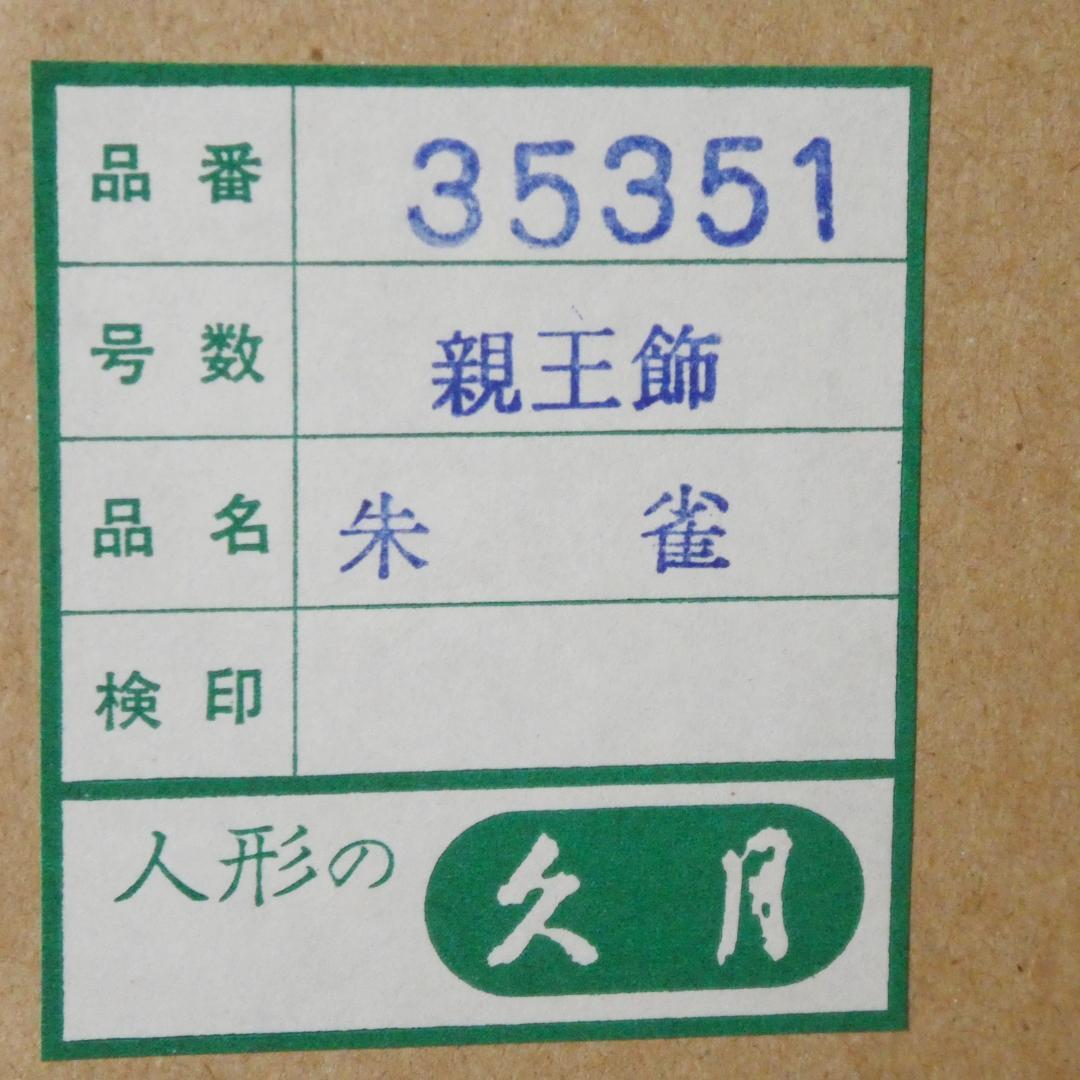 品番 35351
号数 親王飾
品名 朱雀
検印
人形の 久月